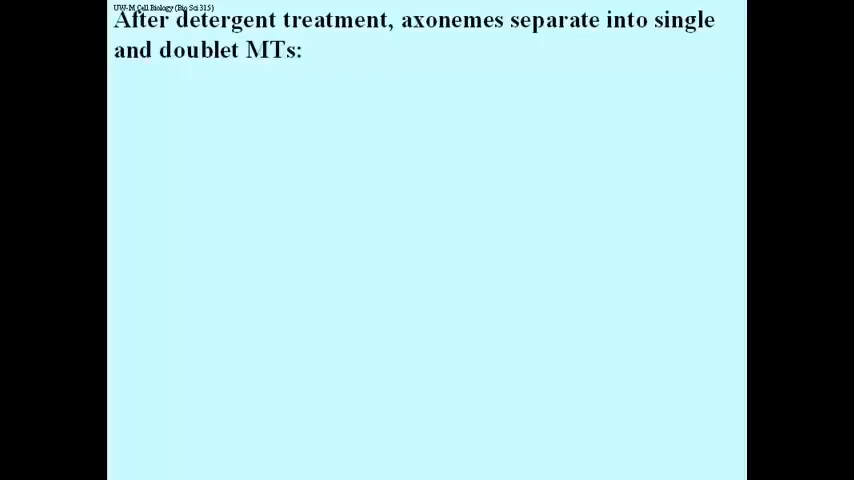 UW-M Cell Biology (Bio Sci 315)
After detergent treatment, axonemes separate into single
and doublet MTs: